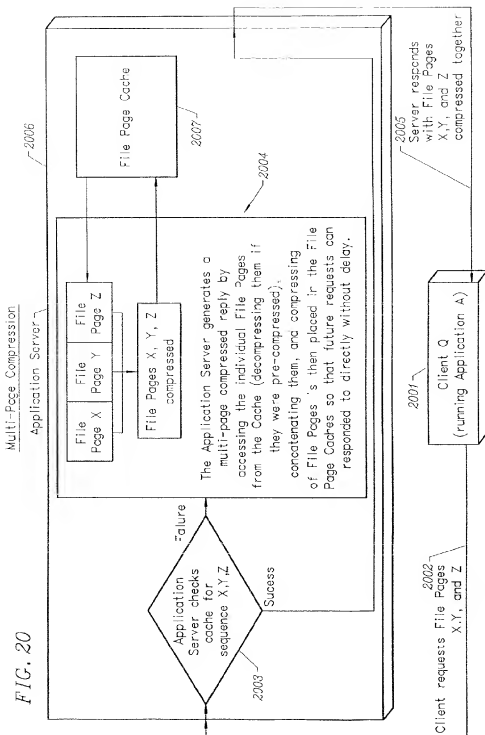 FIG. 20
Multi-Page Compression
Application Server
2006
File
Page X
File
Page Y
File
Page Z
File Pages X, Y, Z
compressed
File Page Cache
2007
2004
The Application Server generates a
multi-page compressed reply by
accessing the individual File Pages
from the Cache (decompressing them if
they were pre-compressed),
concatenating them, and compressing
of File Pages 's then placed in the File
Page Caches so that future requests can
responded to directly without delay.
Failure
Application
Server checks
cache for
sequence X,Y,Z
Sucess
2003
2005
Server responds
with File Pages
X,Y, and Z
compressed together
2001
Client Q
(running Application A)
2002
Client requests File Pages
X,Y, and Z